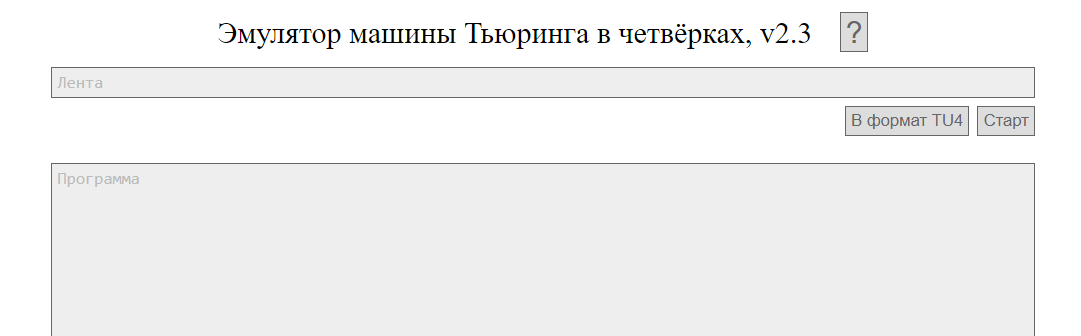 Эмулятор машины Тьюринга в четвёрках, v2.3 ?
Лента
В формат TU4 Старт
Программа